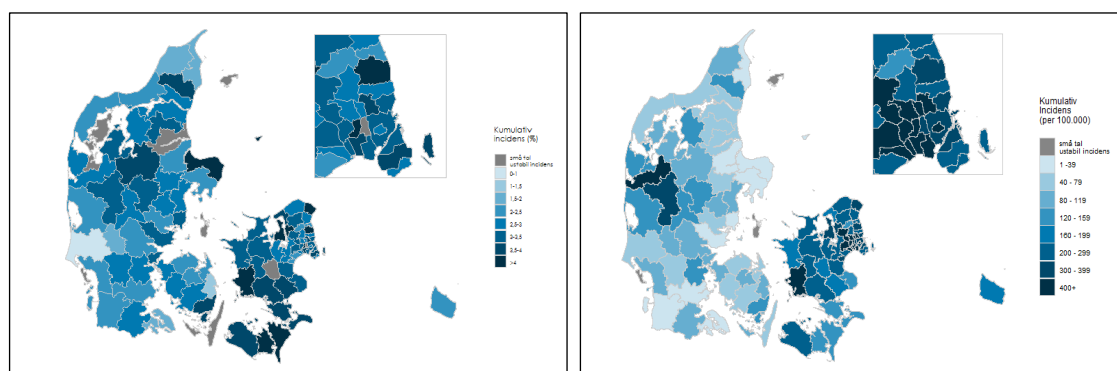 Kumulativ
incidens (%)
små tal
ustabil incidens
0-1
1-1,5
1,5-2
2-2,5
2,5-3
3-3,5
3,5-4
>4
Kumulativ
Incidens
(per 100.000)
små tal
ustabil incidens
1 -39
40 - 79
80 - 119
120 - 159
160 - 199
200 - 299
300 - 399
400+